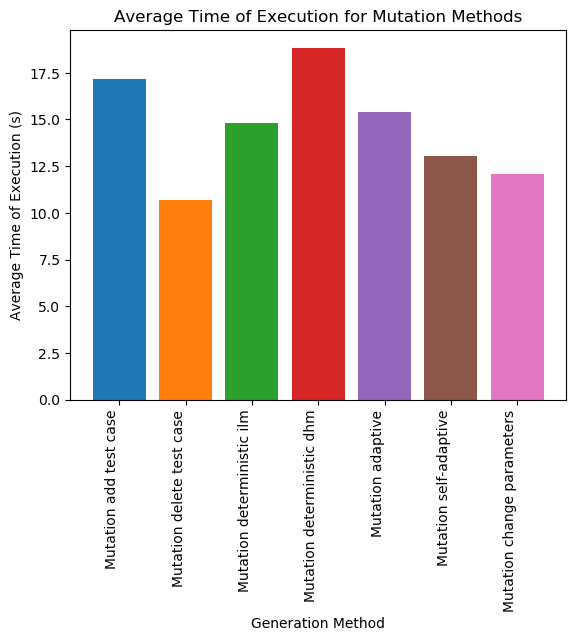 Average Time of Execution for Mutation Methods
Average Time of Execution (s)
17.5
15.0
12.5
10.0
7.5
5.0
2.5
0.0
Mutation add test case
Mutation delete test case
Mutation deterministic ilm
Mutation deterministic dhm
Mutation adaptive
Mutation self-adaptive
Mutation change parameters
Generation Method